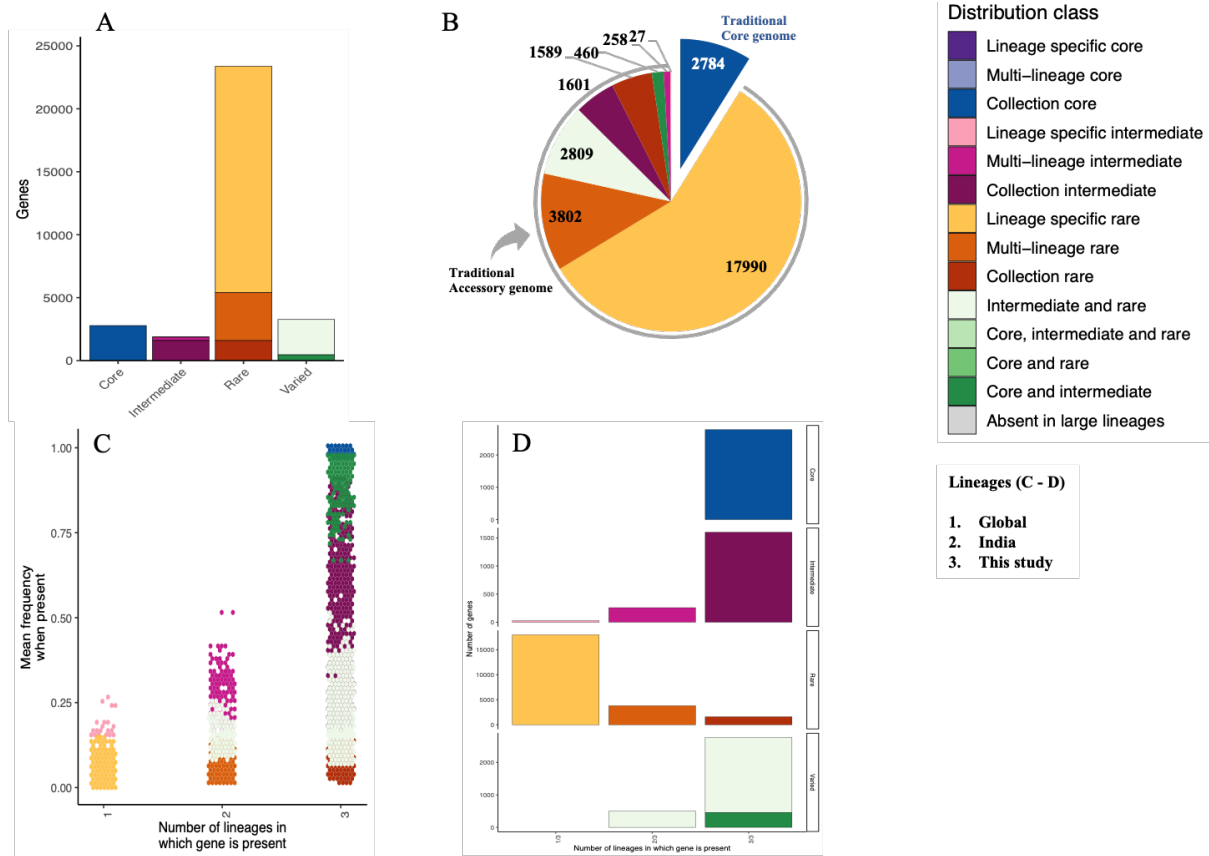 A
25000
20000
15000
10000
5000
0
Genes
Core
Intermediate
Rare
Varied
B
Traditional
Core genome
2784
27
258
460
1589
1601
2809
3802
17990
Traditional
Accessory genome
Distribution class
Lineage specific core
Multi-lineage core
Collection core
Lineage specific intermediate
Multi-lineage intermediate
Collection intermediate
Lineage specific rare
Multi-lineage rare
Collection rare
Intermediate and rare
Core, intermediate and rare
Core and rare
Core and intermediate
Absent in large lineages
C
1.00
0.75
0.50
0.25
0.00
Mean frequency
when present
1
2
3
Number of lineages in
which gene is present
D
2000
1000
0
Core
1500
1000
500
0
Intermediate
15000
10000
5000
0
Rare
2000
1000
0
Varied
Number of genes
1/3
2/3
3/3
Number of lineages in which gene is present
Lineages (C - D)
1. Global
2. India
3. This study